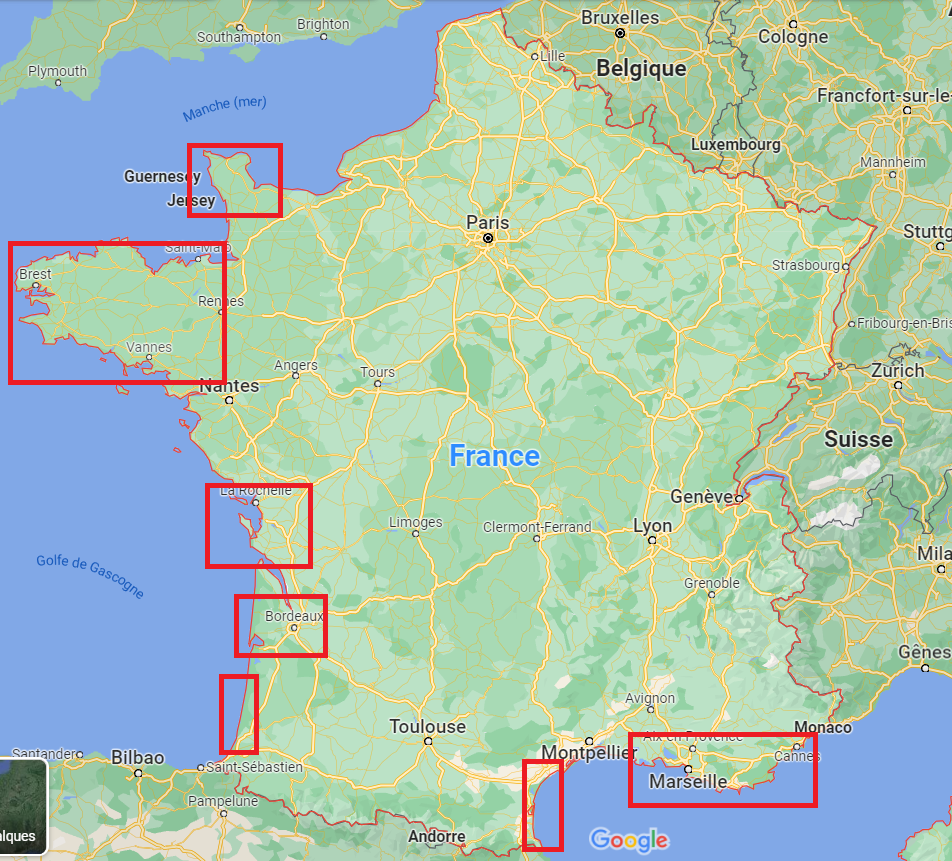 Brighton
Southampton
Bruxelles
Cologne
Lille
Plymouth
Belgique
Manche (mer)
Francfort-sur-le-
Luxembourg
Mannheim
Guernesey
Jersey
Paris
Stuttg
Saint-Malo
Strasbourg
Brest
Rennes
Fribourg-en-Bris
Vannes
Angers
Tours
Zurich
Nantes
Suisse
France
La Rochelle
Genève
Limoges
Clermont-Ferrand
Lyon
Mila
Golfe de Gascogne
Grenoble
Bordeaux
Gênes
Avignon
Toulouse
Monaco
Aix-en-Provence
Santander
Bilbao
Montpellier
Cannes
Saint-Sébastien
Marseille
Pampelune
alques
Andorre
Google